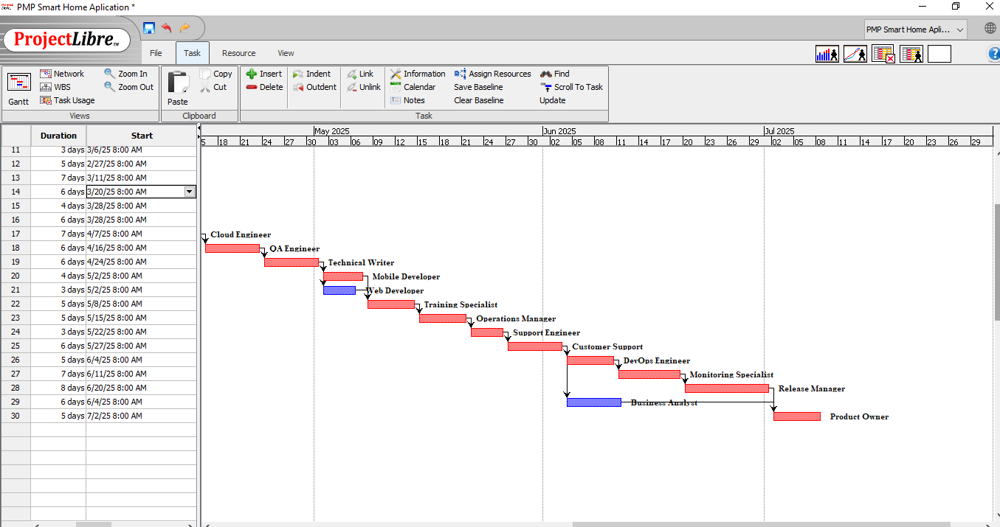 PMP Smart Home Application *
ProjectLibre™
PMP Smart Home Apli...
File Task Resource View
Gantt
Network
WBS
Task Usage
Zoom In
Zoom Out
Views
Paste
Copy
Cut
Clipboard
Insert
Delete
Indent
Outdent
Link
Unlink
Information
Calendar
Notes
Assign Resources
Save Baseline
Clear Baseline
Find
Scroll To Task
Update
Task
Duration Start
May 2025 Jun 2025 Jul 2025
5 18 21 24 27 30 03 06 09 12 15 18 21 24 27 30 02 05 08 11 14 17 20 23 26 29 02 05 08 11 14 17 20 23 26 29
11 3 days 3/6/25 8:00 AM
12 5 days 2/27/25 8:00 AM
13 7 days 3/11/25 8:00 AM
14 6 days 3/20/25 8:00 AM
15 4 days 3/28/25 8:00 AM
16 6 days 3/28/25 8:00 AM
17 7 days 4/7/25 8:00 AM Cloud Engineer
18 6 days 4/16/25 8:00 AM QA Engineer
19 6 days 4/24/25 8:00 AM Technical Writer
20 4 days 5/2/25 8:00 AM Mobile Developer
21 3 days 5/2/25 8:00 AM Web Developer
22 5 days 5/8/25 8:00 AM Training Specialist
23 5 days 5/15/25 8:00 AM Operations Manager
24 3 days 5/22/25 8:00 AM Support Engineer
25 6 days 5/27/25 8:00 AM Customer Support
26 5 days 6/4/25 8:00 AM DevOps Engineer
27 7 days 6/11/25 8:00 AM Monitoring Specialist
28 8 days 6/20/25 8:00 AM Release Manager
29 6 days 6/4/25 8:00 AM Business Analyst
30 5 days 7/2/25 8:00 AM Product Owner